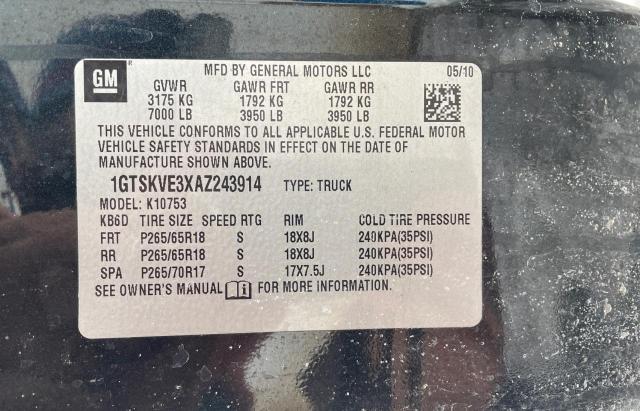 GM ® MFD BY GENERAL MOTORS LLC 05/10
GVWR GAWR FRT GAWR RR
3175 KG 1792 KG 1792 KG
7000 LB 3950 LB 3950 LB
THIS VEHICLE CONFORMS TO ALL APPLICABLE U.S. FEDERAL MOTOR
VEHICLE SAFETY STANDARDS IN EFFECT ON THE DATE OF
MANUFACTURE SHOWN ABOVE.
1GTSKVE3XAZ243914 TYPE: TRUCK
MODEL: K10753
KB6D TIRE SIZE SPEED RTG RIM COLD TIRE PRESSURE
FRT P265/65R18 S 18X8J 240KPA(35PSI)
RR P265/65R18 S 18X8J 240KPA(35PSI)
SPA P265/70R17 S 17X7.5J 240KPA(35PSI)
SEE OWNER'S MANUAL i FOR MORE INFORMATION.